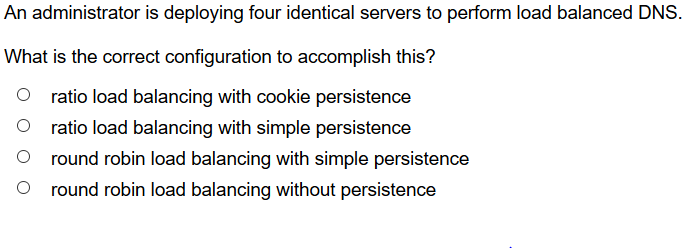 An administrator is deploying four identical servers to perform load balanced DNS.
What is the correct configuration to accomplish this?
ratio load balancing with cookie persistence
ratio load balancing with simple persistence
round robin load balancing with simple persistence
round robin load balancing without persistence